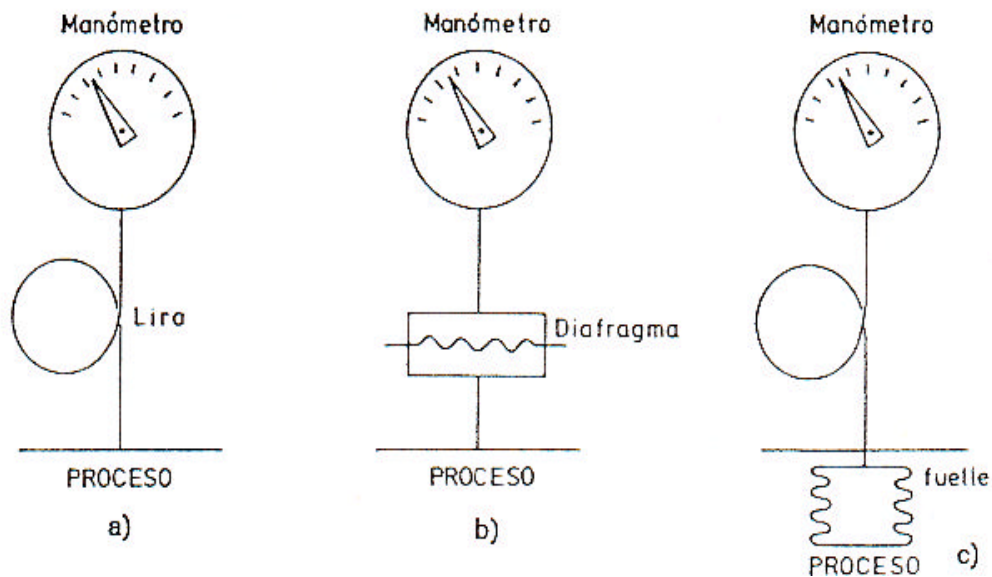 Manómetro
Lira
PROCESO
a)
Manómetro
Diafragma
PROCESO
b)
Manómetro
fuelle
PROCESO
c)